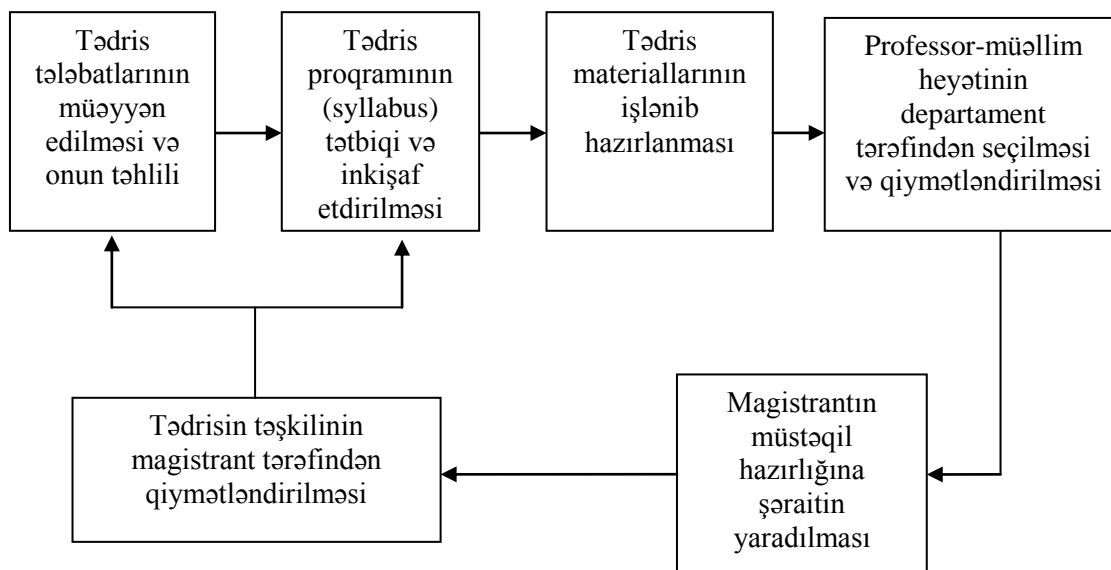 Tədris
tələbatlarının
müəyyən
edilməsi və
onun təhlili
Tədris
proqramının
(syllabus)
tətbiqi və
inkişaf
etdirilməsi
Tədris
materiallarının
işlənib
hazırlanması
Professor-müəllim
heyətinin
departament
tərəfindən seçilməsi
və qiymətləndirilməsi
Tədrisin təşkilinin
magistrant tərəfindən
qiymətləndirilməsi
Magistrantın
müstəqil
hazırlığına
şəraitin
yaradılması